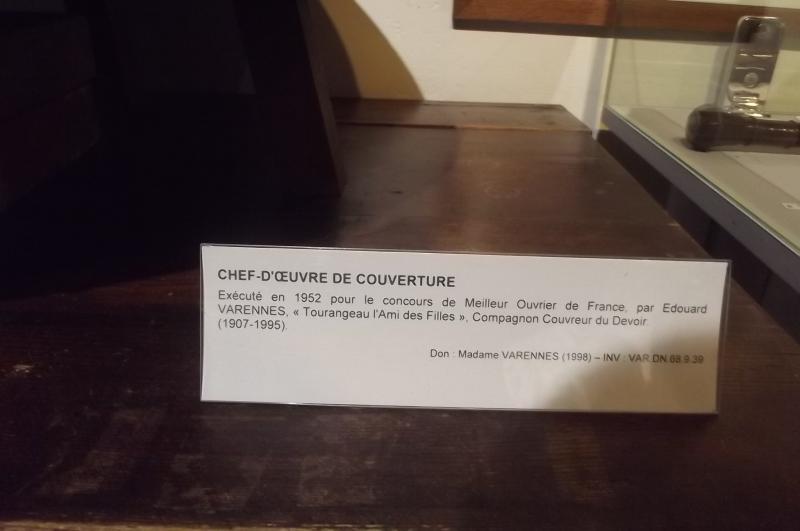 CHEF-D'ŒUVRE DE COUVERTURE
Exécuté en 1952 pour le concours de Meilleur Ouvrier de France, par Edouard
VARENNES, « Tourangeau l'Ami des Filles », Compagnon Couvreur du Devoir.
(1907-1995).
Don : Madame VARENNES (1998) – INV : VAR.DN.68.9.39